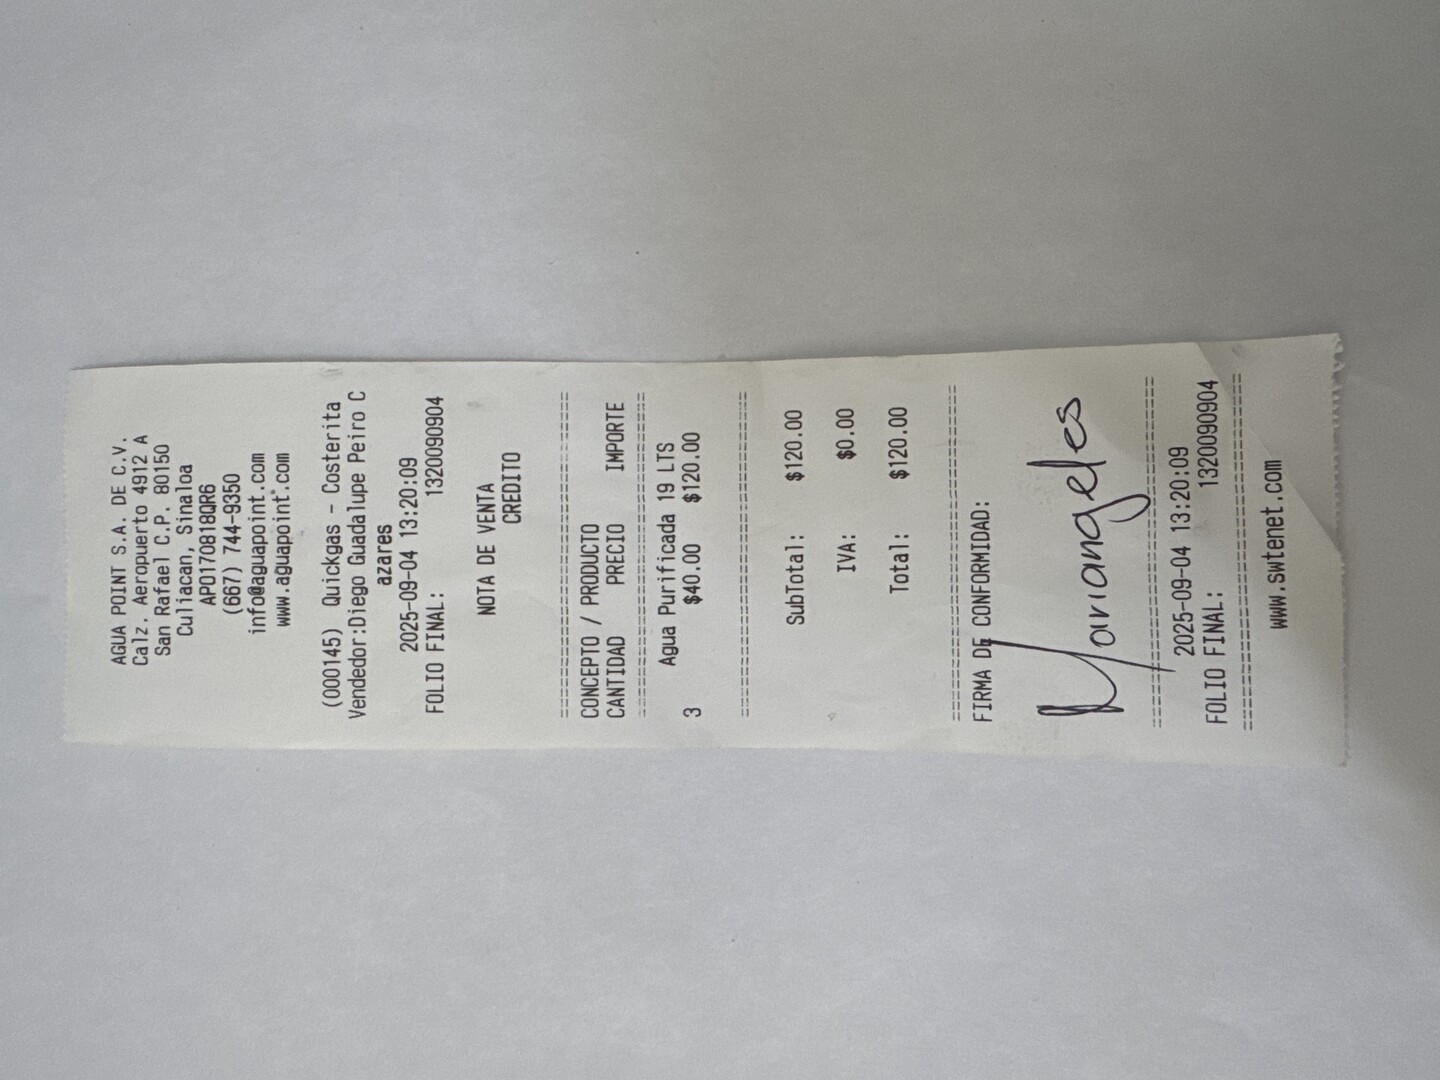 AGUA POINT S.A. DE C.V.
Calz. Aeropuerto 4912 A
San Rafael C.P. 80150
Culiacan, Sinaloa
APO170818QR6
(667) 744-9350
info@aguapoint.com
www.aguapoint.com
(000145) Quickgas - Costerita
Vendedor:Diego Guadalupe Peiro C
azares
2025-09-04 13:20:09
FOLIO FINAL: 1320090904
NOTA DE VENTA
CREDITO
================================
CONCEPTO / PRODUCTO
CANTIDAD PRECIO IMPORTE
================================
Agua Purificada 19 LTS
3 $40.00 $120.00
================================
SubTotal: $120.00
IVA: $0.00
Total: $120.00
================================
FIRMA DE CONFORMIDAD:
Mariangeles
================================
2025-09-04 13:20:09
FOLIO FINAL: 1320090904
================================
www.swtenet.com